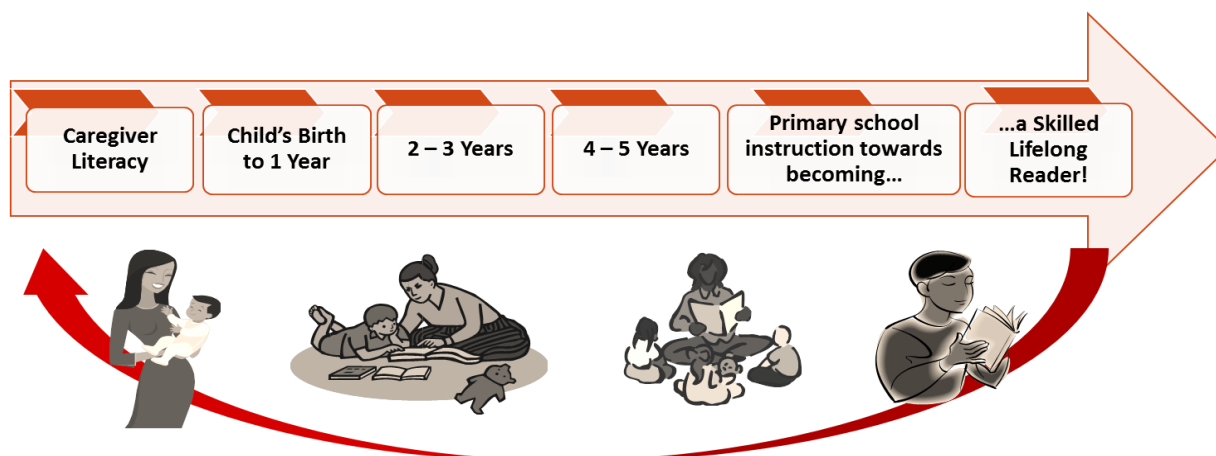 Caregiver
Literacy
Child's Birth
to 1 Year
2 – 3 Years
4 – 5 Years
Primary school
instruction towards
becoming...
...a Skilled
Lifelong
Reader!